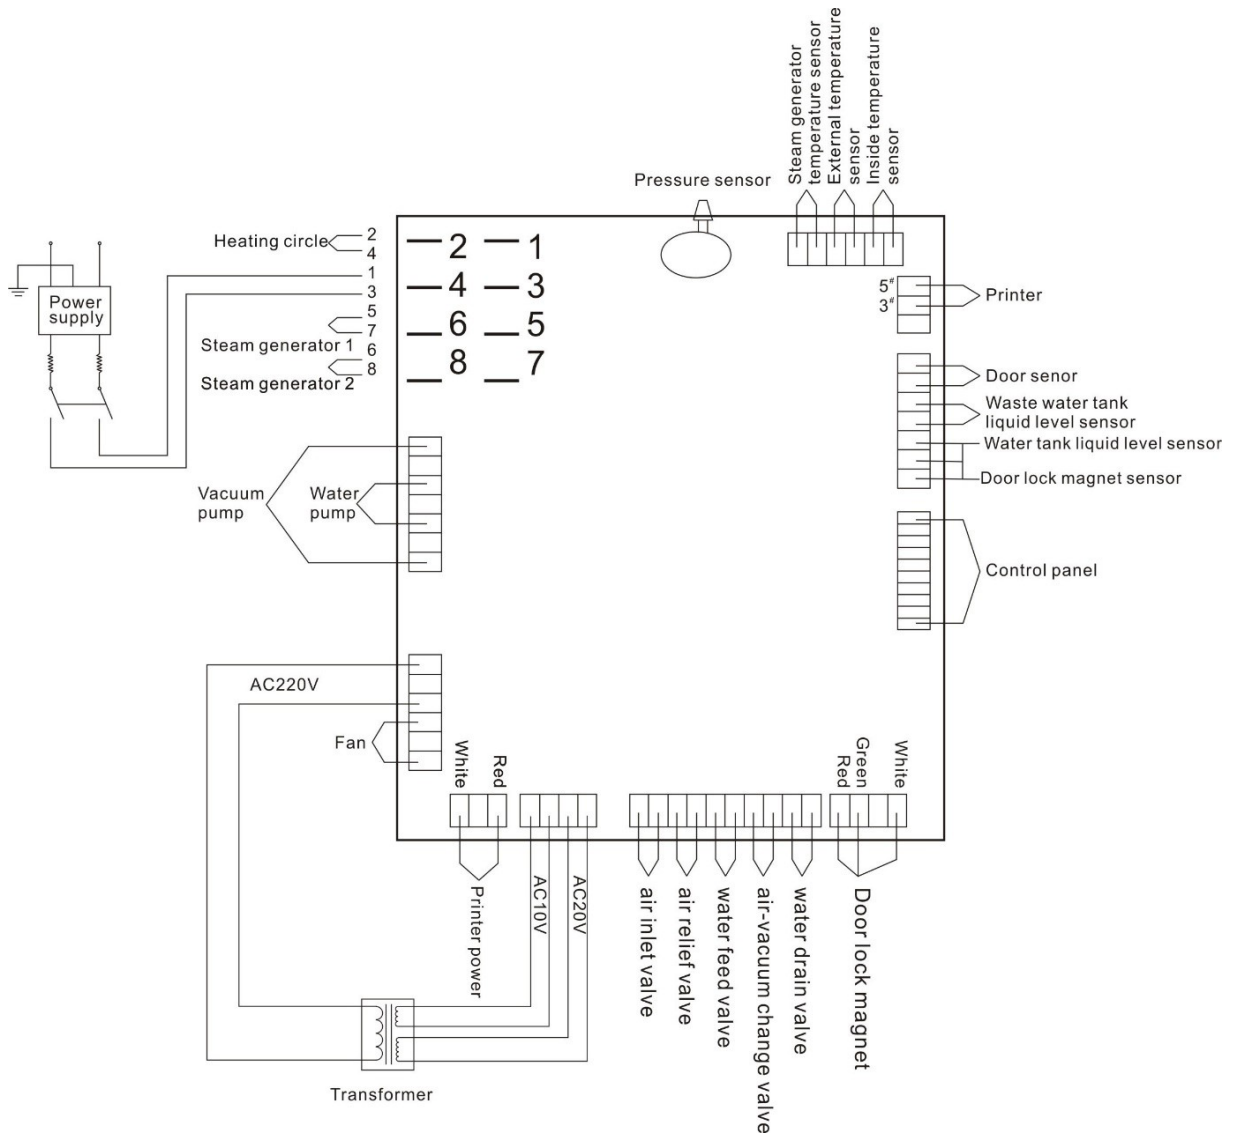 Steam generator
temperature sensor
External temperature
sensor
Inside temperature
sensor
Pressure sensor
Heating circle
2
4
1
3
5
7
6
8
Steam generator 1
Steam generator 2
Power
supply
2 1
4 3
6 5
8 7
5#
3#
Printer
Door senor
Waste water tank
liquid level sensor
Water tank liquid level sensor
Door lock magnet sensor
Control panel
Vacuum
pump
Water
pump
AC220V
Fan
White
Red
Red
Green
White
Printer power
AC10V
AC20V
air inlet valve
air relief valve
water feed valve
air-vacuum change valve
water drain valve
Door lock magnet
Transformer